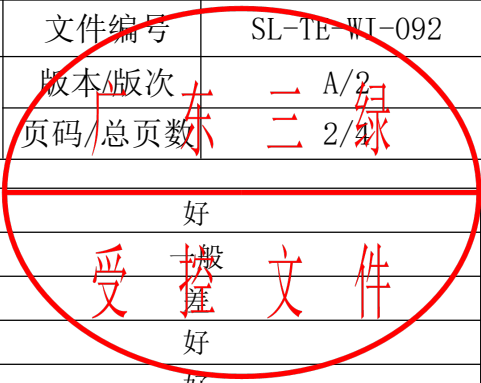 文件编号 SL-TE-WI-092
版本/版次 A/2
广东三绿
页码/总页数 2/4
好
一般
受控文件
差
好
好